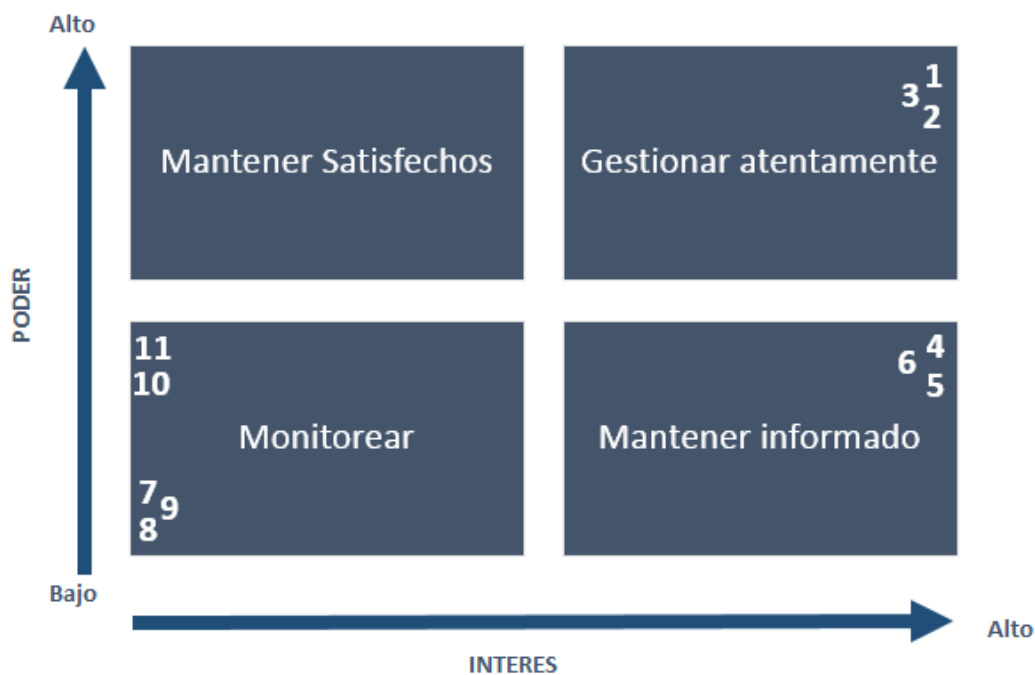 Alto
1
3
2
Mantener Satisfechos
Gestionar atentamente
PODER
11
10
4
6
5
Monitorear
Mantener informado
7
9
8
Bajo
Alto
INTERES